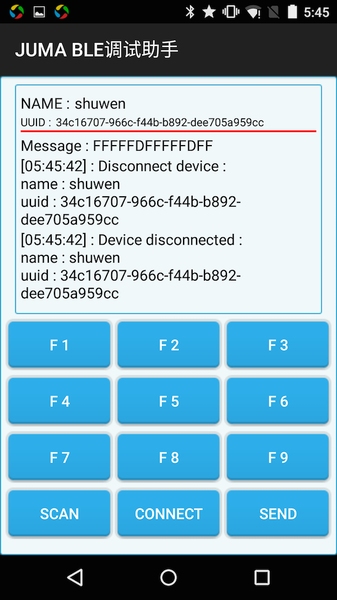 5:45
JUMA BLE调试助手
NAME : shuwen
UUID : 34c16707-966c-f44b-b892-dee705a959cc
Message : FFFFFDFFFFFDFF
[05:45:42] : Disconnect device :
name : shuwen
uuid : 34c16707-966c-f44b-b892-
dee705a959cc
[05:45:42] : Device disconnected :
name : shuwen
uuid : 34c16707-966c-f44b-b892-
dee705a959cc
F 1
F 2
F 3
F 4
F 5
F 6
F 7
F 8
F 9
SCAN
CONNECT
SEND